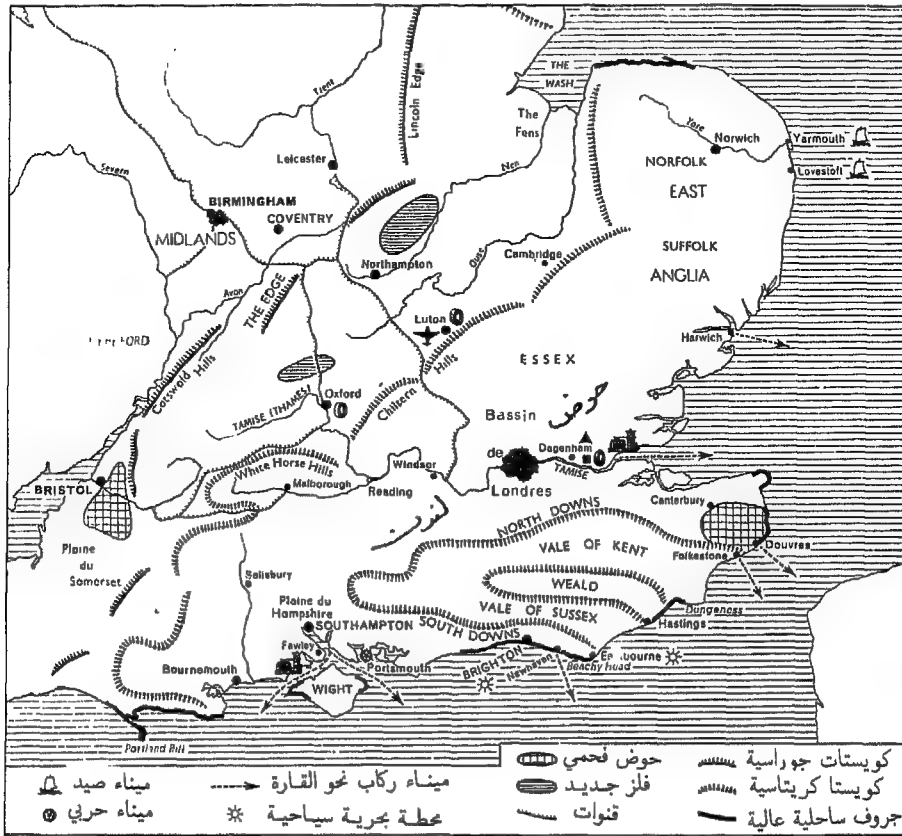 THE
WASH
Trent
Lincoln Edge
The
Fens
Yare
Norwich
Yarmouth
Lovestoft
Leicester
Nen
NORFOLK
EAST
Severn
BIRMINGHAM
COVENTRY
MIDLANDS
SUFFOLK
ANGLIA
Northampton
Ouse
Cambridge
Avon
THE EDGE
Luton
Harwich
FORD
Cotswold Hills
Hills
ESSEX
Oxford
Chiltern
حوض
Bassin
TAMISE (THAMES)
de
Dagenham
TAMISE
White Horse Hills
Windsor
BRISTOL
Malborough
Reading
Londres
Canterbury
لندن
NORTH DOWNS
Plaine
du
Somerset
VALE OF KENT
Douvres
Folkestone
Salisbury
WEALD
Plaine du
Hampshire
VALE OF SUSSEX
Dungeness
SOUTHAMPTON
SOUTH DOWNS
Hastings
Fawley
Bournemouth
Portsmouth
BRIGHTON
Newhaven
Beachy Head
WIGHT
Portland Bill
كويستات جوراسية
حوض فحمي
ميناء ركاب نحو القارة
ميناء صيد
كويستا كريتاسية
فلز جديد
محطة بحرية سياحية
ميناء حربي
جروف ساحلية عالية
قنوات